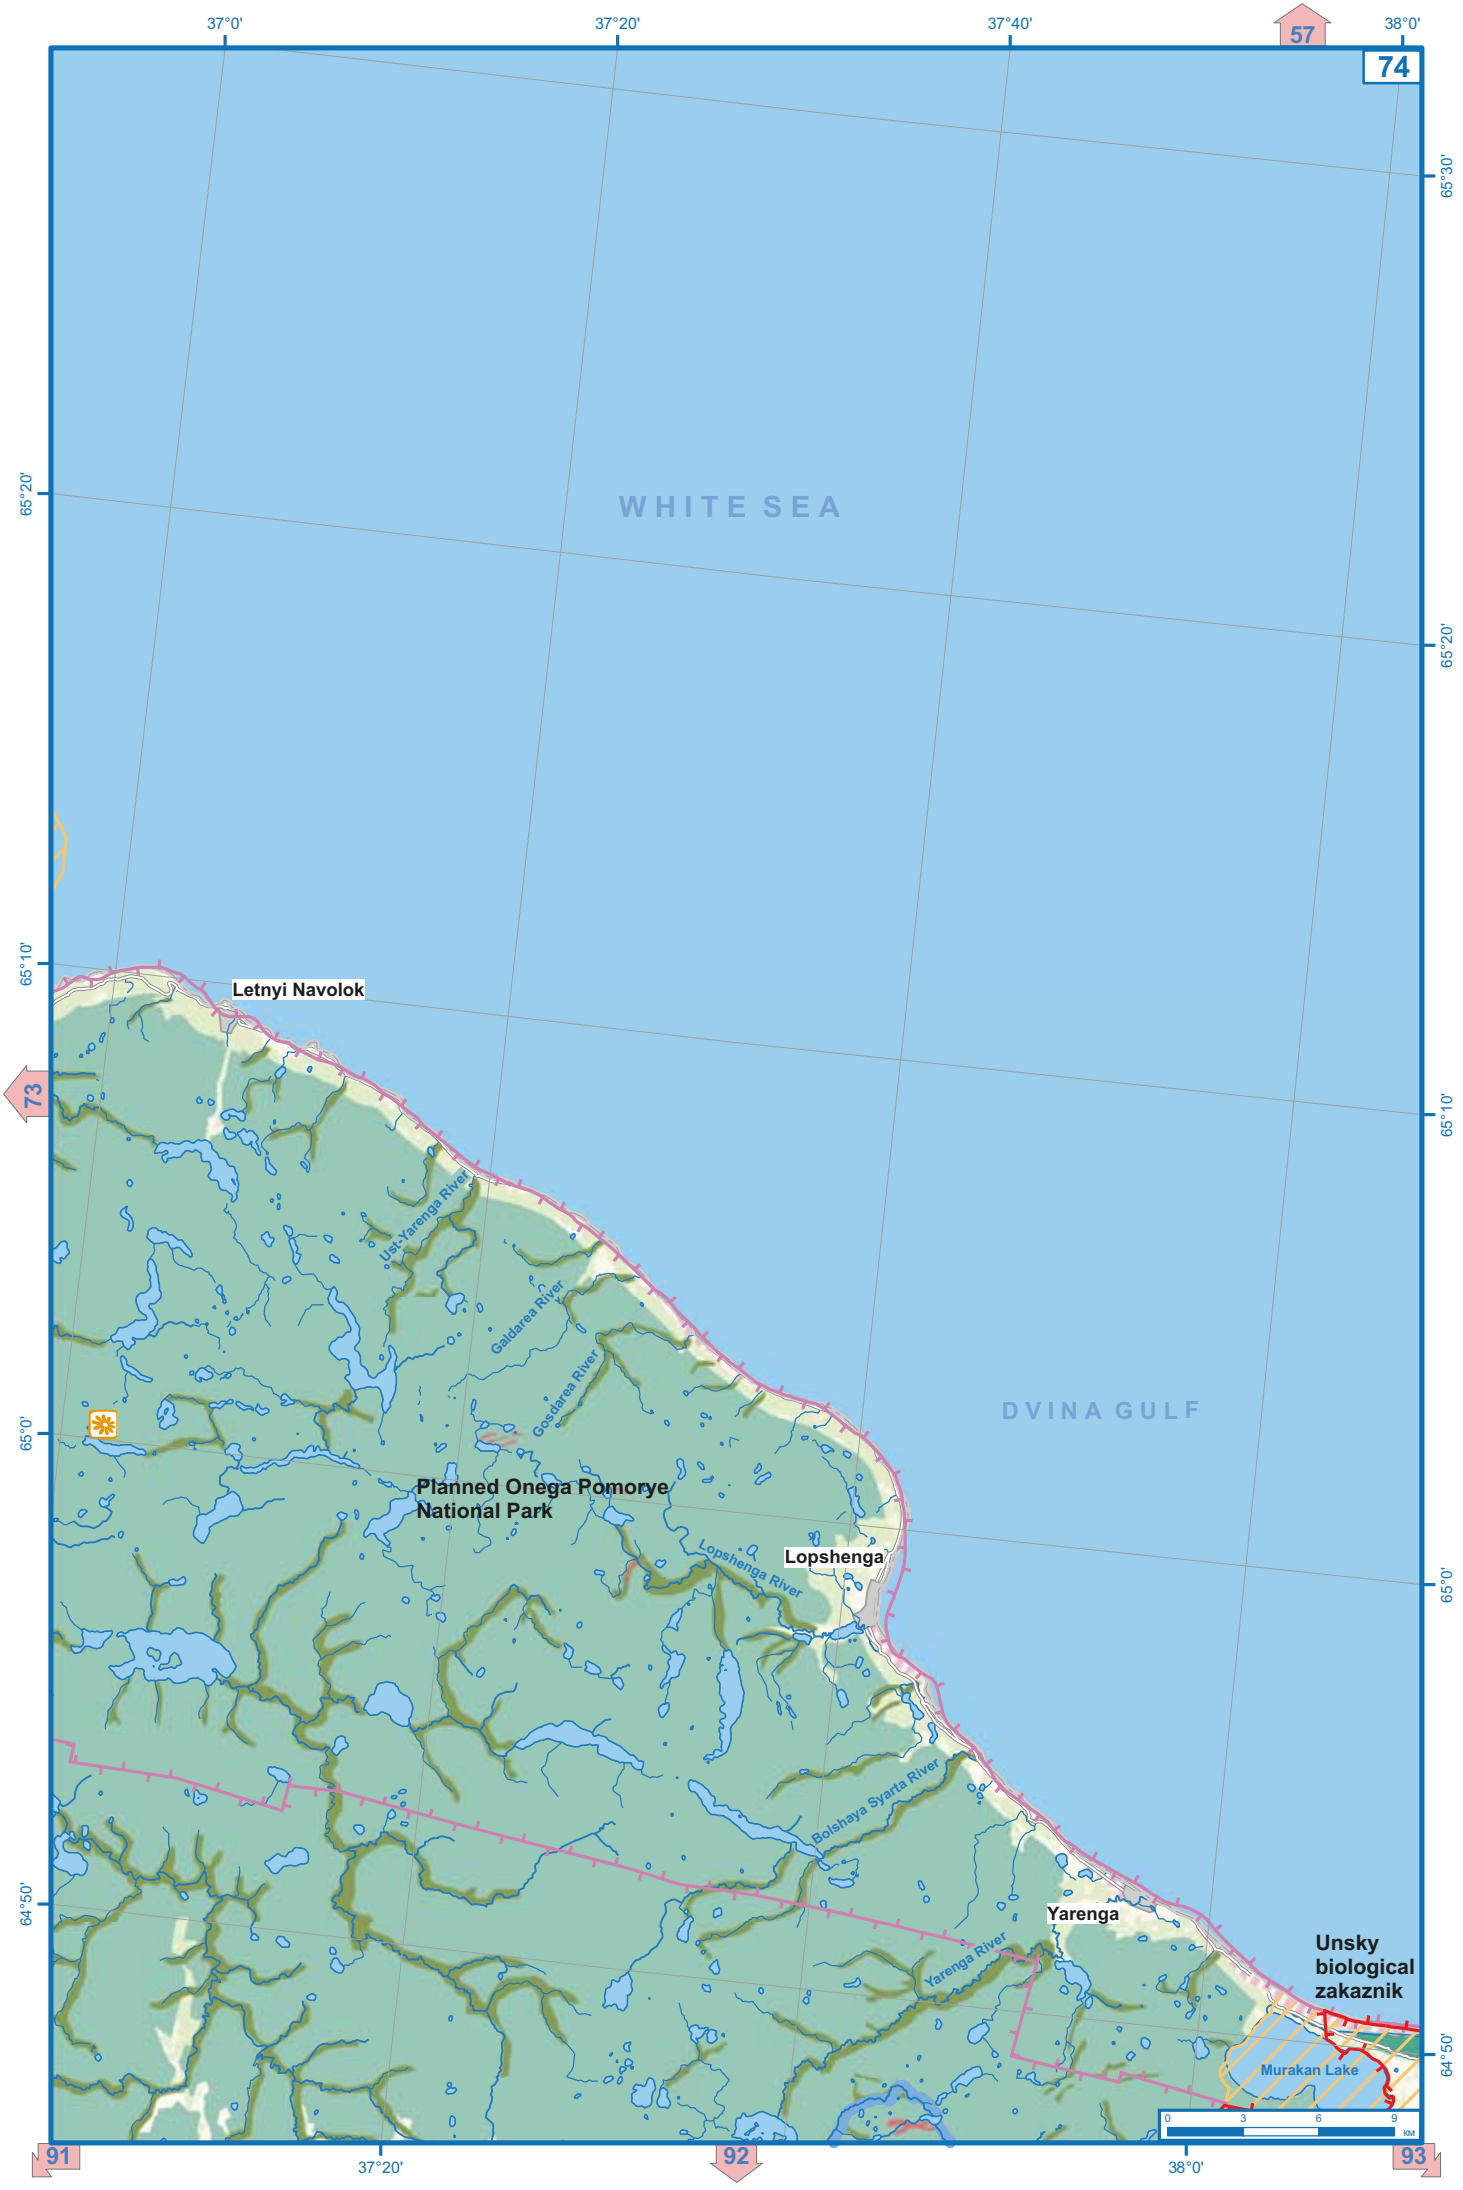 37°0'
37°20'
37°40'
38°0'
57
74
65°30'
65°20'
WHITE SEA
65°20'
65°10'
Letnyi Navolok
73
65°10'
Ust-Yarenga River
Galdarea River
Gosdarea River
DVINA GULF
65°0'
Planned Onega Pomorye
National Park
Lopshenga River
Lopshenga
65°0'
Bolshaya Syarta River
64°50'
Yarenga
Yarenga River
Unsky
biological
zakaznik
64°50'
Murakan Lake
0 3 6 9
КМ
91
37°20'
92
38°0'
93